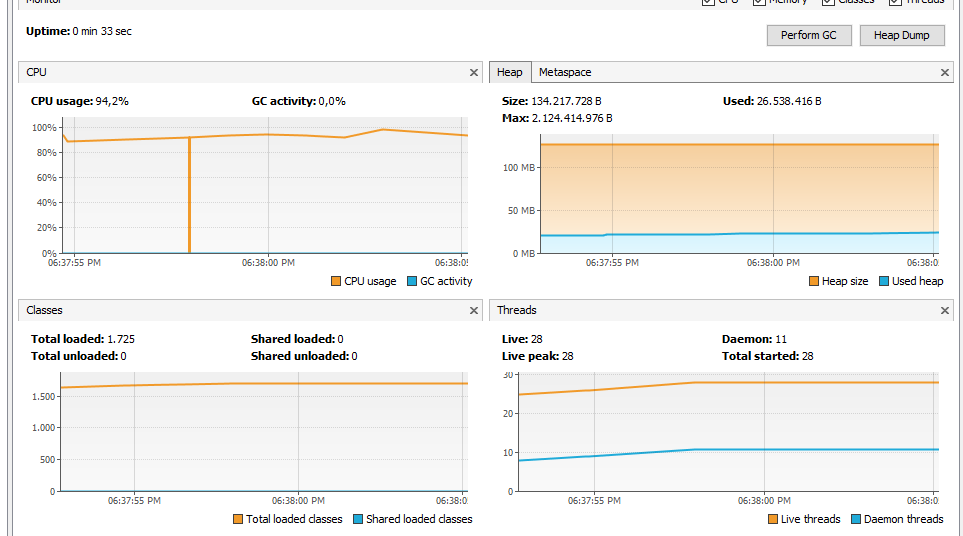 Monitor CPU Memory Classes Threads
Uptime: 0 min 33 sec
Perform GC Heap Dump
CPU
CPU usage: 94,2% GC activity: 0,0%
100%
80%
60%
40%
20%
0%
06:37:55 PM 06:38:00 PM 06:38:0
CPU usage GC activity
Heap Metaspace
Size: 134.217.728 B Used: 26.538.416 B
Max: 2.124.414.976 B
100 MB
50 MB
0 MB
06:37:55 PM 06:38:00 PM 06:38:0
Heap size Used heap
Classes
Total loaded: 1.725 Shared loaded: 0
Total unloaded: 0 Shared unloaded: 0
1.500
1.000
500
0
06:37:55 PM 06:38:00 PM 06:38:0
Total loaded classes Shared loaded classes
Threads
Live: 28 Daemon: 11
Live peak: 28 Total started: 28
30
20
10
0
06:37:55 PM 06:38:00 PM 06:38:0
Live threads Daemon threads